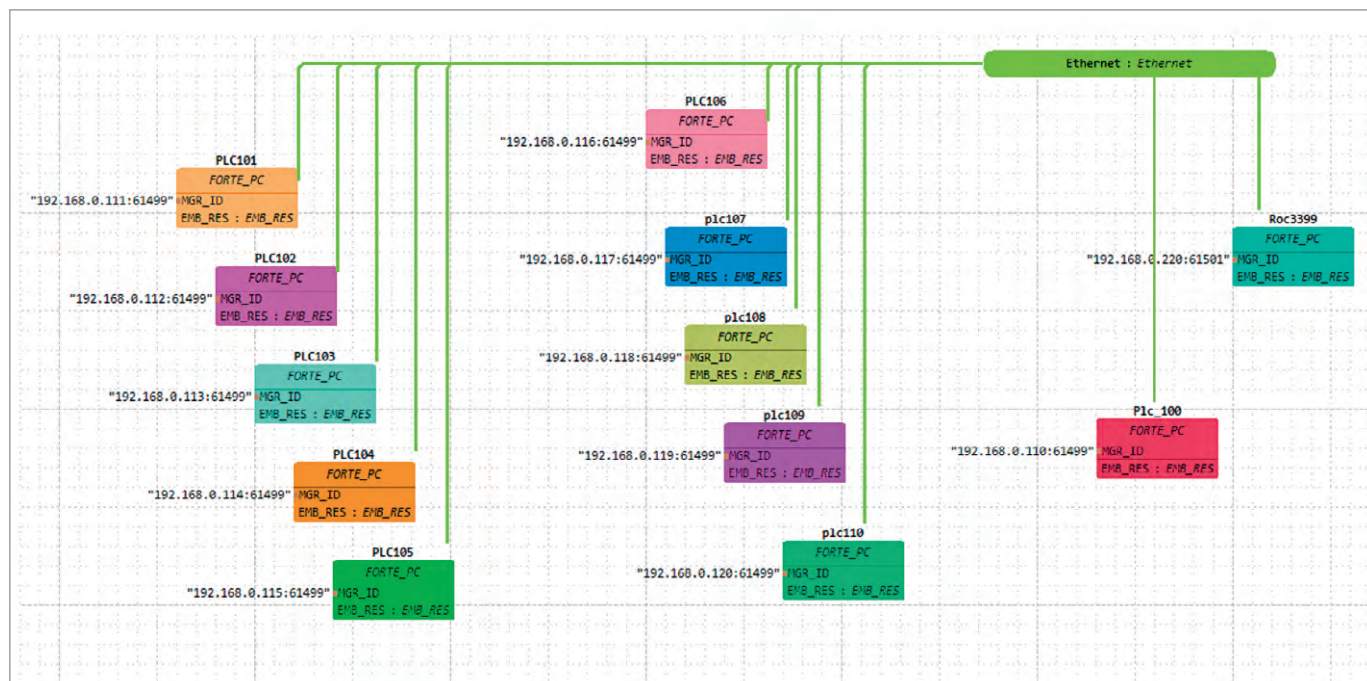 Ethernet : Ethernet
PLC101
FORTE_PC
"192.168.0.111:61499"
MGR_ID
EMB_RES : EMB_RES
PLC102
FORTE_PC
"192.168.0.112:61499"
MGR_ID
EMB_RES : EMB_RES
PLC103
FORTE_PC
"192.168.0.113:61499"
MGR_ID
EMB_RES : EMB_RES
PLC104
FORTE_PC
"192.168.0.114:61499"
MGR_ID
EMB_RES : EMB_RES
PLC105
FORTE_PC
"192.168.0.115:61499"
MGR_ID
EMB_RES : EMB_RES
PLC106
FORTE_PC
"192.168.0.116:61499"
MGR_ID
EMB_RES : EMB_RES
plc107
FORTE_PC
"192.168.0.117:61499"
MGR_ID
EMB_RES : EMB_RES
plc108
FORTE_PC
"192.168.0.118:61499"
MGR_ID
EMB_RES : EMB_RES
plc109
FORTE_PC
"192.168.0.119:61499"
MGR_ID
EMB_RES : EMB_RES
plc110
FORTE_PC
"192.168.0.120:61499"
MGR_ID
EMB_RES : EMB_RES
Roc3399
FORTE_PC
"192.168.0.220:61501"
MGR_ID
EMB_RES : EMB_RES
Plc_100
FORTE_PC
"192.168.0.110:61499"
MGR_ID
EMB_RES : EMB_RES